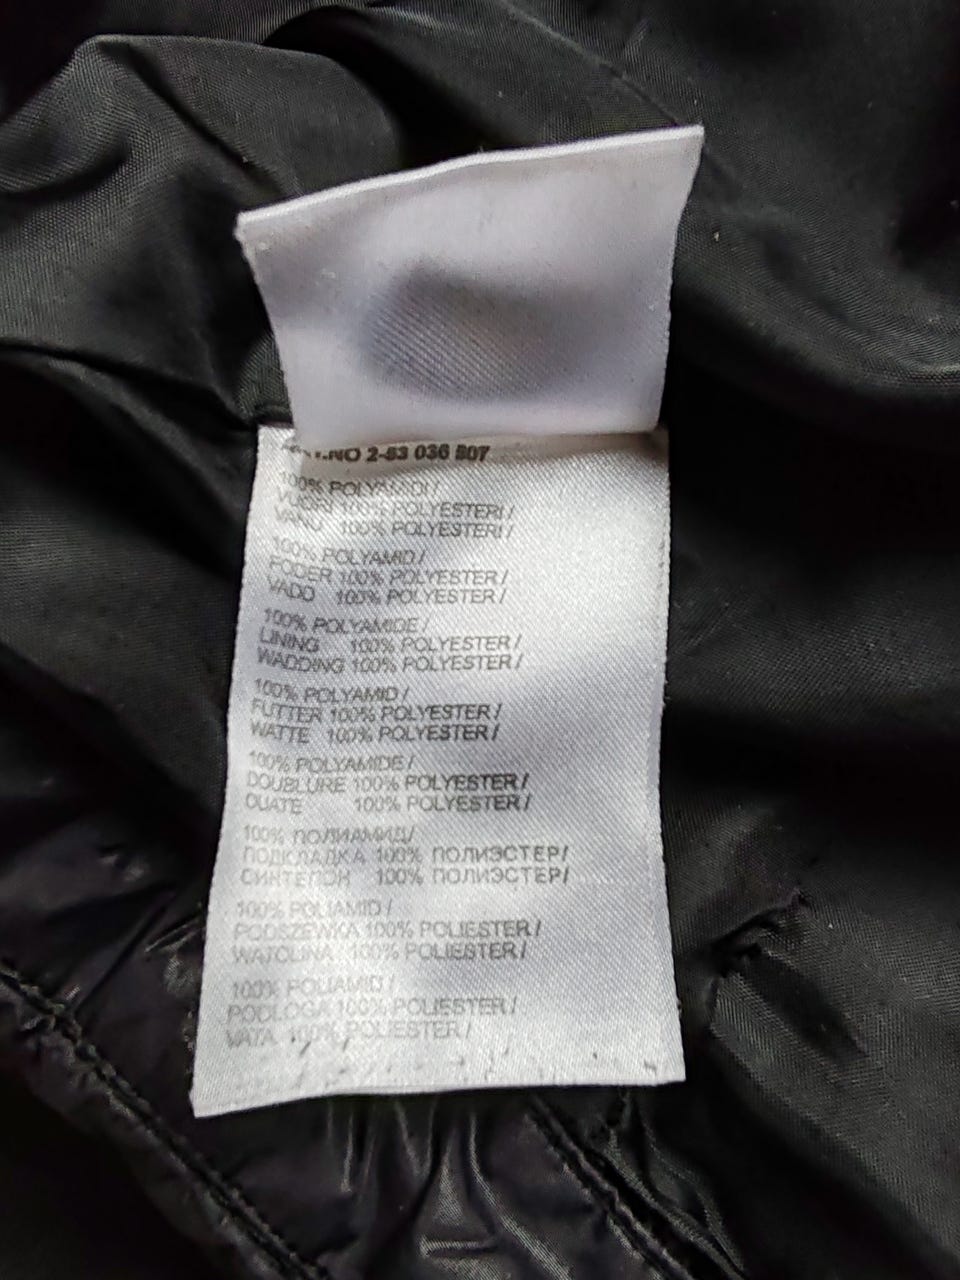 ART.NO 2-53 036 807
100% POLYAMIDI/
VUORI 100% POLYESTERI/
VANU 100% POLYESTERI/
100% POLYAMID/
FODER 100% POLYESTER/
VADD 100% POLYESTER/
100% POLYAMIDE/
LINING 100% POLYESTER/
WADDING 100% POLYESTER/
100% POLYAMID/
FUTTER 100% POLYESTER/
WATTE 100% POLYESTER/
100% POLYAMIDE/
DOUBLURE 100% POLYESTER/
OUATE 100% POLYESTER/
100% ПОЛИАМИД/
ПОДКЛАДКА 100% ПОЛИЭСТЕР/
СИНТЕПОН 100% ПОЛИЭСТЕР/
100% POLIAMID/
PODSZEWKA 100% POLIESTER/
WATOLINA 100% POLIESTER/
100% POLIAMID/
PODLOGA 100% POLIESTER/
VATA 100% POLIESTER/